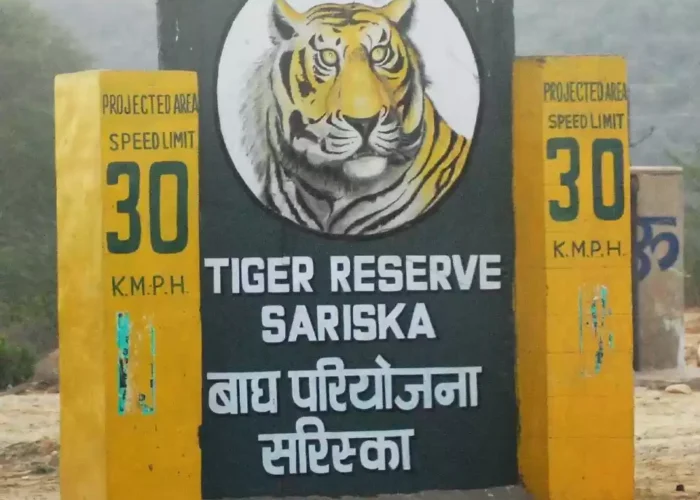 PROJECTED AREA
SPEED LIMIT
30
K.M.P.H.
TIGER RESERVE
SARISKA
बाघ परियोजना
सरिस्का
PROJECTED AREA
SPEED LIMIT
30
K.M.P.H.
ॐ